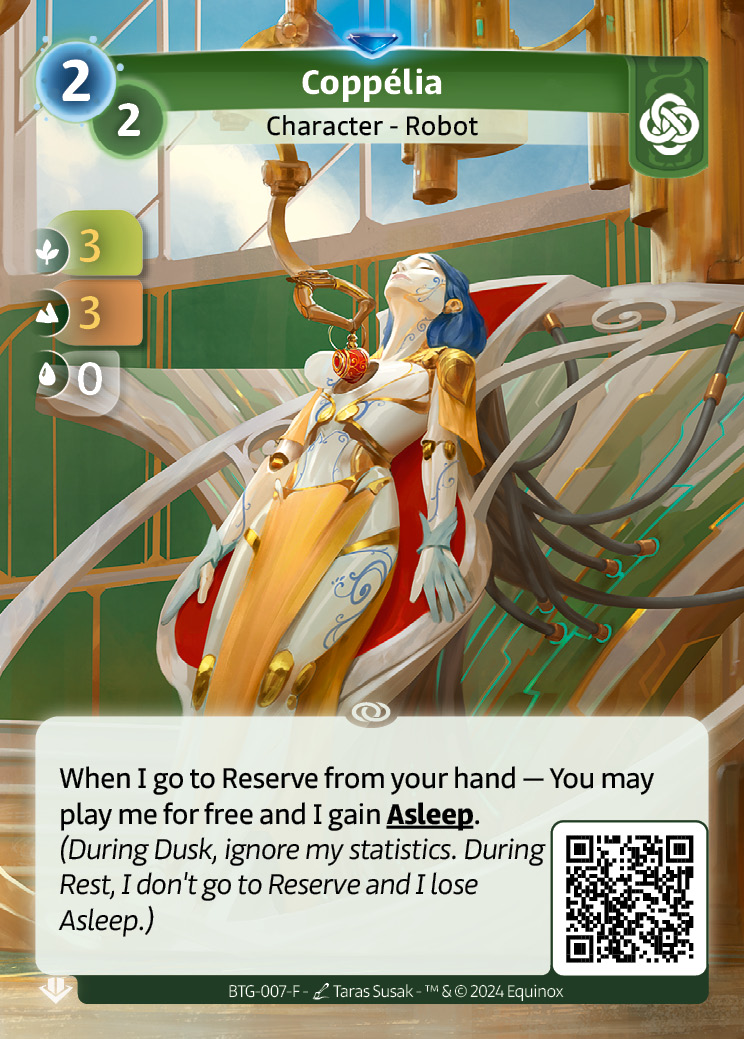 2
Coppélia
2
Character - Robot
3
3
0
When I go to Reserve from your hand — You may
play me for free and I gain Asleep.
(During Dusk, ignore my statistics. During
Rest, I don't go to Reserve and I lose
Asleep.)
BTG-007-F - Taras Susak - ™ & © 2024 Equinox